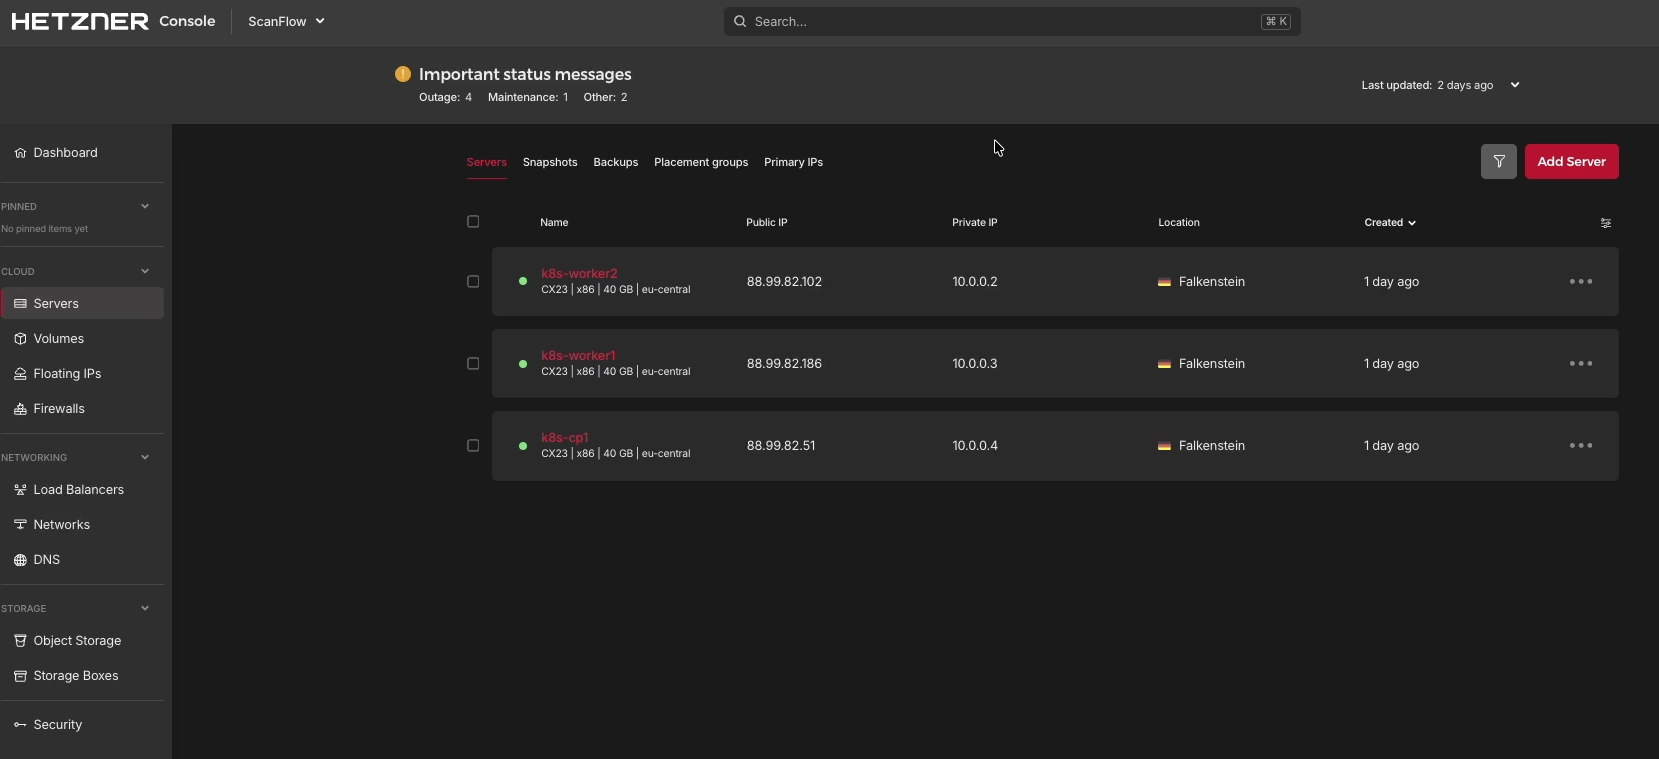 HETZNER Console ScanFlow Search... ⌘ K
Important status messages
Outage: 4 Maintenance: 1 Other: 2
Last updated: 2 days ago
Dashboard
PINNED
No pinned items yet
CLOUD
Servers
Volumes
Floating IPs
Firewalls
NETWORKING
Load Balancers
Networks
DNS
STORAGE
Object Storage
Storage Boxes
Security
Servers Snapshots Backups Placement groups Primary IPs
Add Server
Name Public IP Private IP Location Created
k8s-worker2
CX23 | x86 | 40 GB | eu-central
88.99.82.102 10.0.0.2 Falkenstein 1 day ago
k8s-worker1
CX23 | x86 | 40 GB | eu-central
88.99.82.186 10.0.0.3 Falkenstein 1 day ago
k8s-cp1
CX23 | x86 | 40 GB | eu-central
88.99.82.51 10.0.0.4 Falkenstein 1 day ago